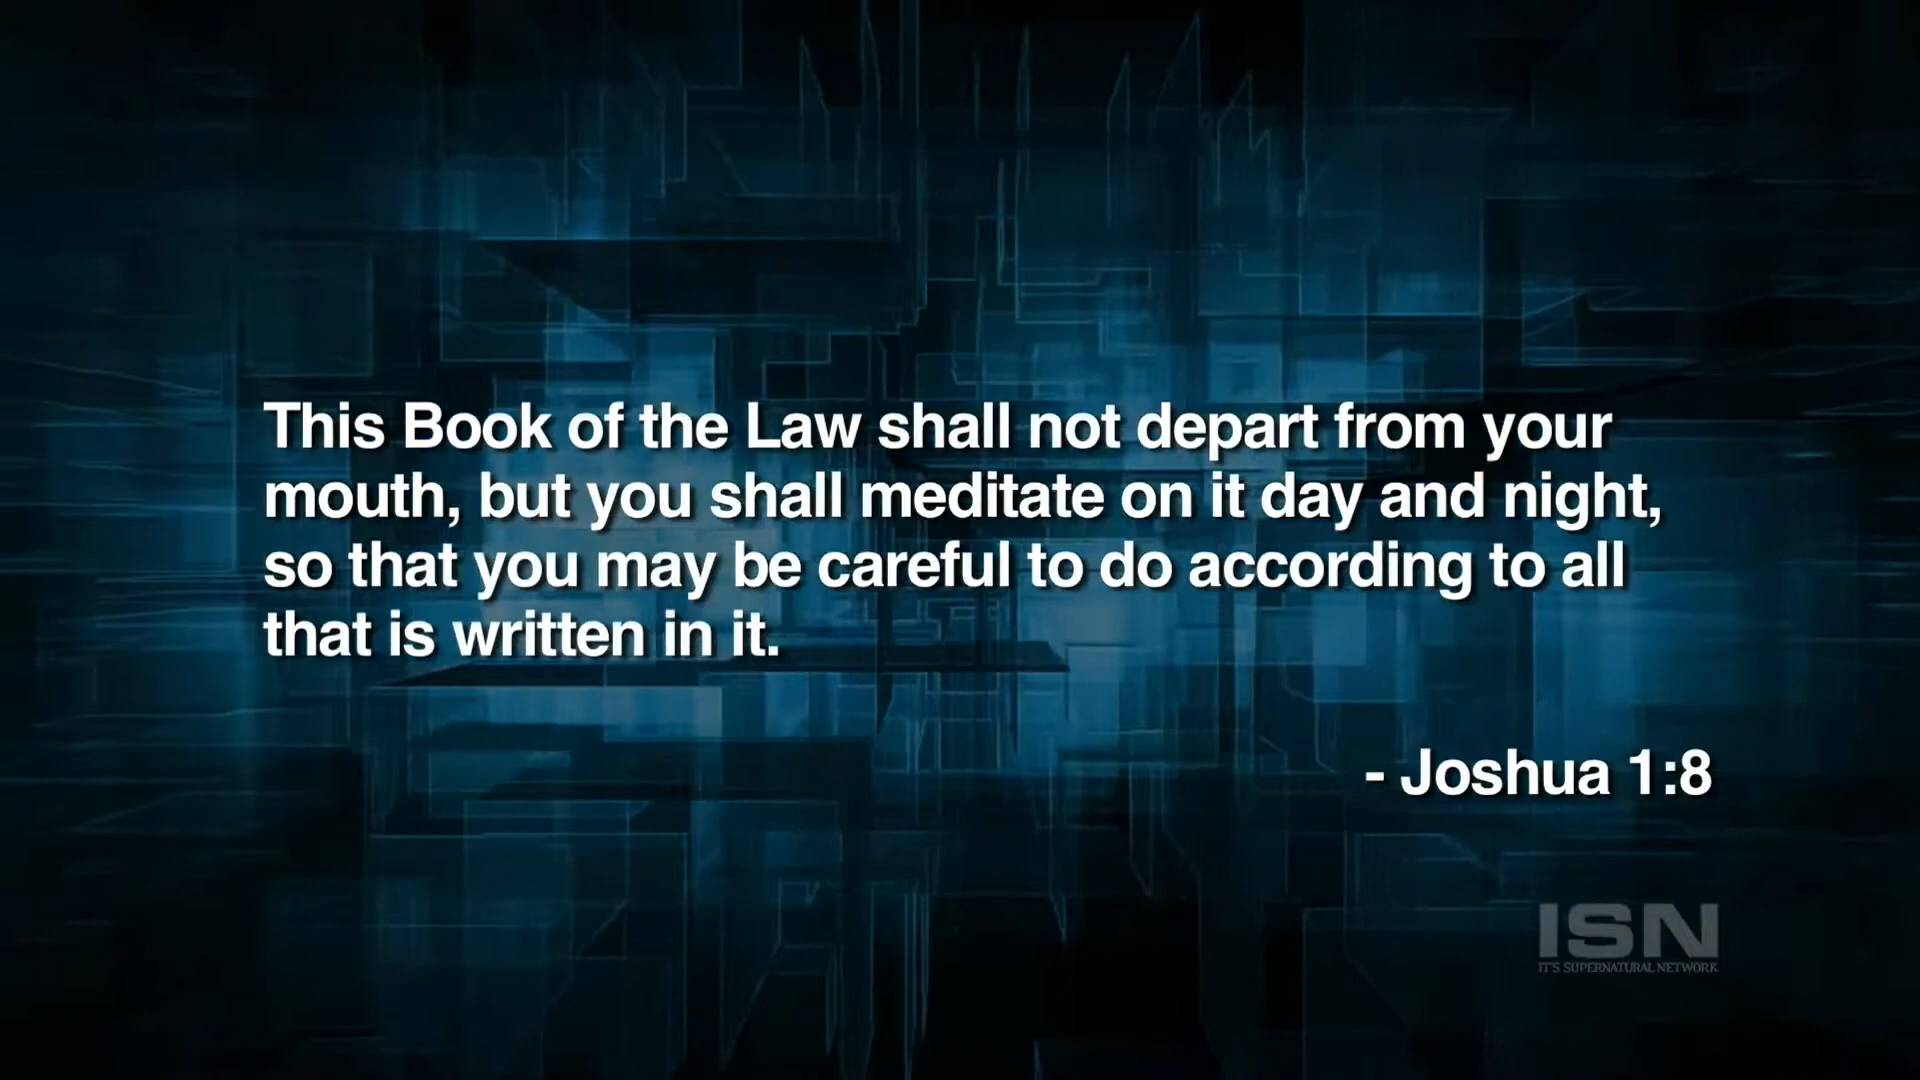 This Book of the Law shall not depart from your
mouth, but you shall meditate on it day and night,
so that you may be careful to do according to all
that is written in it.
- Joshua 1:8
ISN
IT'S SUPERNATURAL NETWORK